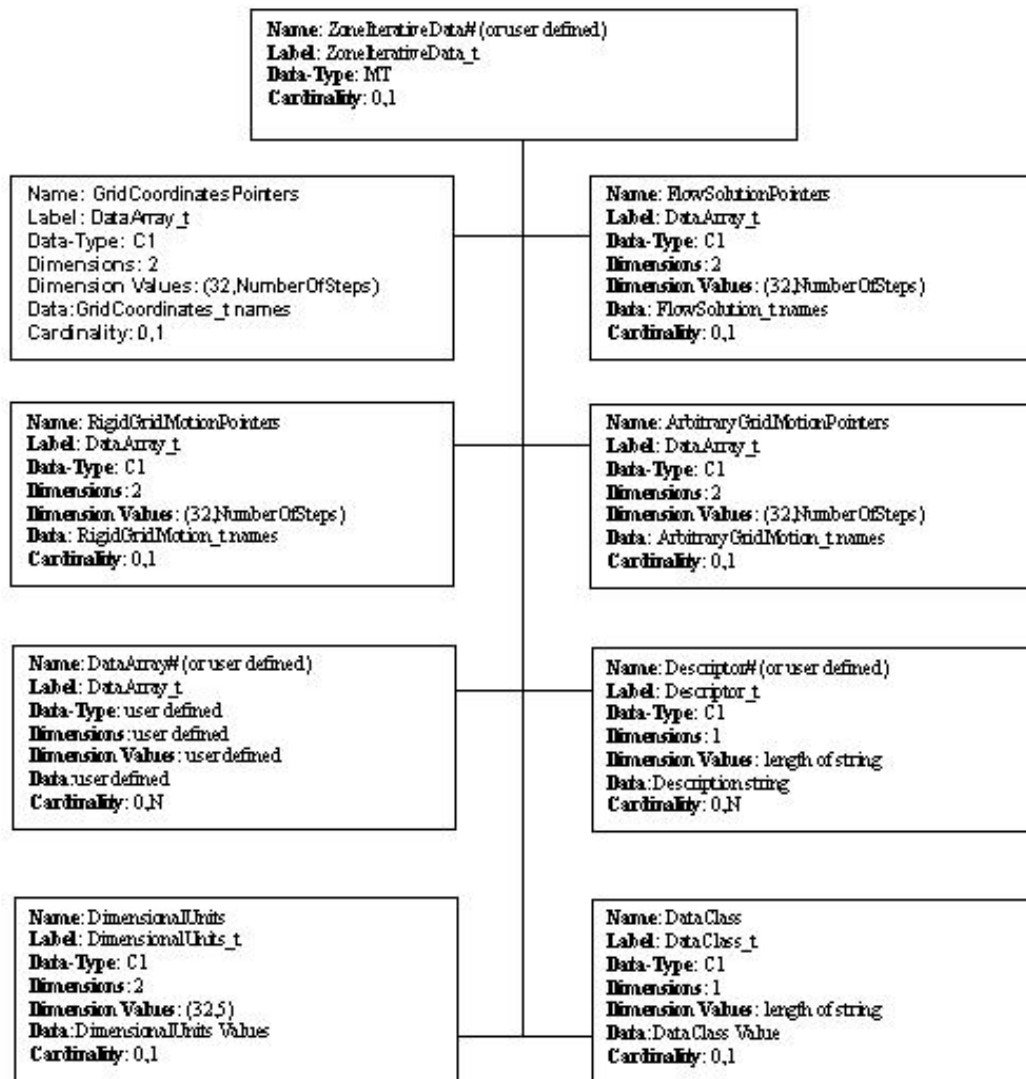 Name: ZoneIterativeData# (or user defined)
Label: ZoneIterativeData_t
Data-Type: MT
Cardinality: 0,1
Name: GridCoordinatesPointers
Label: DataArray_t
Data-Type: C1
Dimensions: 2
Dimension Values: (32,NumberOfSteps)
Data:GridCoordinates_t names
Cardinality: 0,1
Name: FlowSolutionPointers
Label: DataArray_t
Data-Type: C1
Dimensions: 2
Dimension Values: (32,NumberOfSteps)
Data: FlowSolution_t names
Cardinality: 0,1
Name: RigidGridMotionPointers
Label: DataArray_t
Data-Type: C1
Dimensions: 2
Dimension Values: (32,NumberOfSteps)
Data: RigidGridMotion_t names
Cardinality: 0,1
Name: ArbitraryGridMotionPointers
Label: DataArray_t
Data-Type: C1
Dimensions: 2
Dimension Values: (32,NumberOfSteps)
Data: ArbitraryGridMotion_t names
Cardinality: 0,1
Name: DataArray# (or user defined)
Label: DataArray_t
Data-Type: user defined
Dimensions: user defined
Dimension Values: user defined
Data:user defined
Cardinality: 0,N
Name: Descriptor# (or user defined)
Label: Descriptor_t
Data-Type: C1
Dimensions: 1
Dimension Values: length of string
Data:Description string
Cardinality: 0,N
Name: DimensionalUnits
Label: DimensionalUnits_t
Data-Type: C1
Dimensions: 2
Dimension Values: (32,5)
Data:DimensionalUnits Values
Cardinality: 0,1
Name: DataClass
Label: DataClass_t
Data-Type: C1
Dimensions: 1
Dimension Values: length of string
Data:DataClass Value
Cardinality: 0,1